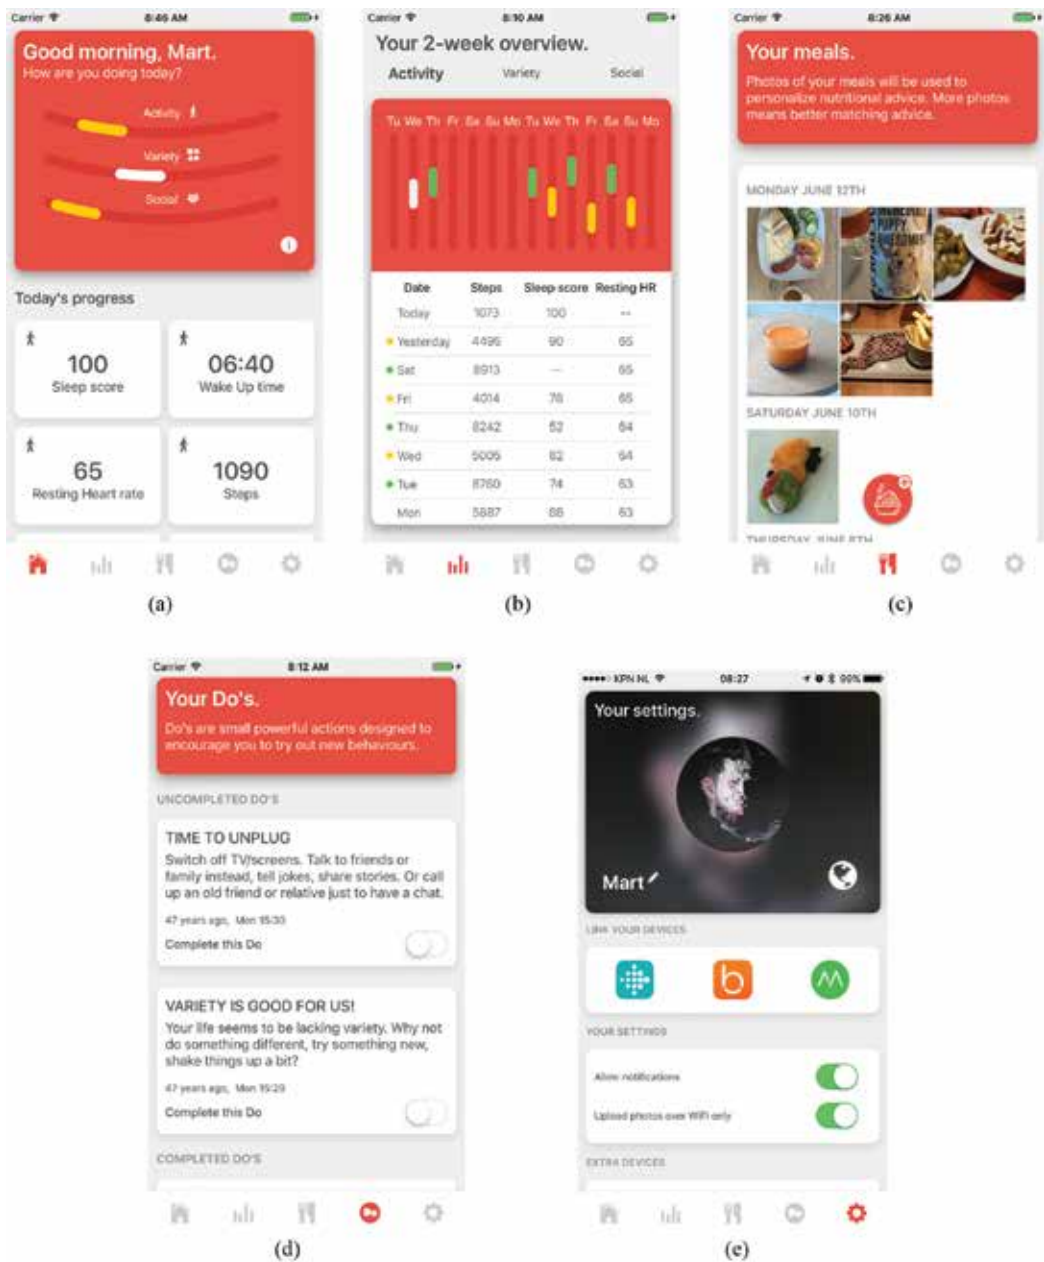 Carrier 8:46 AM
Good morning, Mart.
How are you doing today?
Activity
Variety
Social
i
Today's progress
100
Sleep score
06:40
Wake Up time
65
Resting Heart rate
1090
Steps
(a)
Carrier 8:10 AM
Your 2-week overview.
Activity Variety Social
Tu We Th Fr Sa Su Mo Tu We Th Fr Sa Su Mo
Date Steps Sleep score Resting HR
Today 1073 100 --
Yesterday 4495 90 65
Sat 8913 -- 65
Fri 4014 78 65
Thu 8242 52 64
Wed 5005 82 64
Tue 8760 74 63
Mon 5887 88 63
(b)
Carrier 8:26 AM
Your meals.
Photos of your meals will be used to
personalize nutritional advice. More photos
means better matching advice.
MONDAY JUNE 12TH
PUPPY
SATURDAY JUNE 10TH
THURSDAY JUNE 8TH
(c)
Carrier 8:12 AM
Your Do's.
Do's are small powerful actions designed to
encourage you to try out new behaviours.
UNCOMPLETED DO'S
TIME TO UNPLUG
Switch off TV/screens. Talk to friends or
family instead, tell jokes, share stories. Or call
up an old friend or relative just to have a chat.
47 years ago, Mon 15:30
Complete this Do
VARIETY IS GOOD FOR US!
Your life seems to be lacking variety. Why not
do something different, try something new,
shake things up a bit?
47 years ago, Mon 15:29
Complete this Do
COMPLETED DO'S
(d)
KPN NL 08:27 90%
Your settings.
Mart
LINK YOUR DEVICES
b
YOUR SETTINGS
Allow notifications
Upload photos over WiFi only
EXTRA DEVICES
(e)